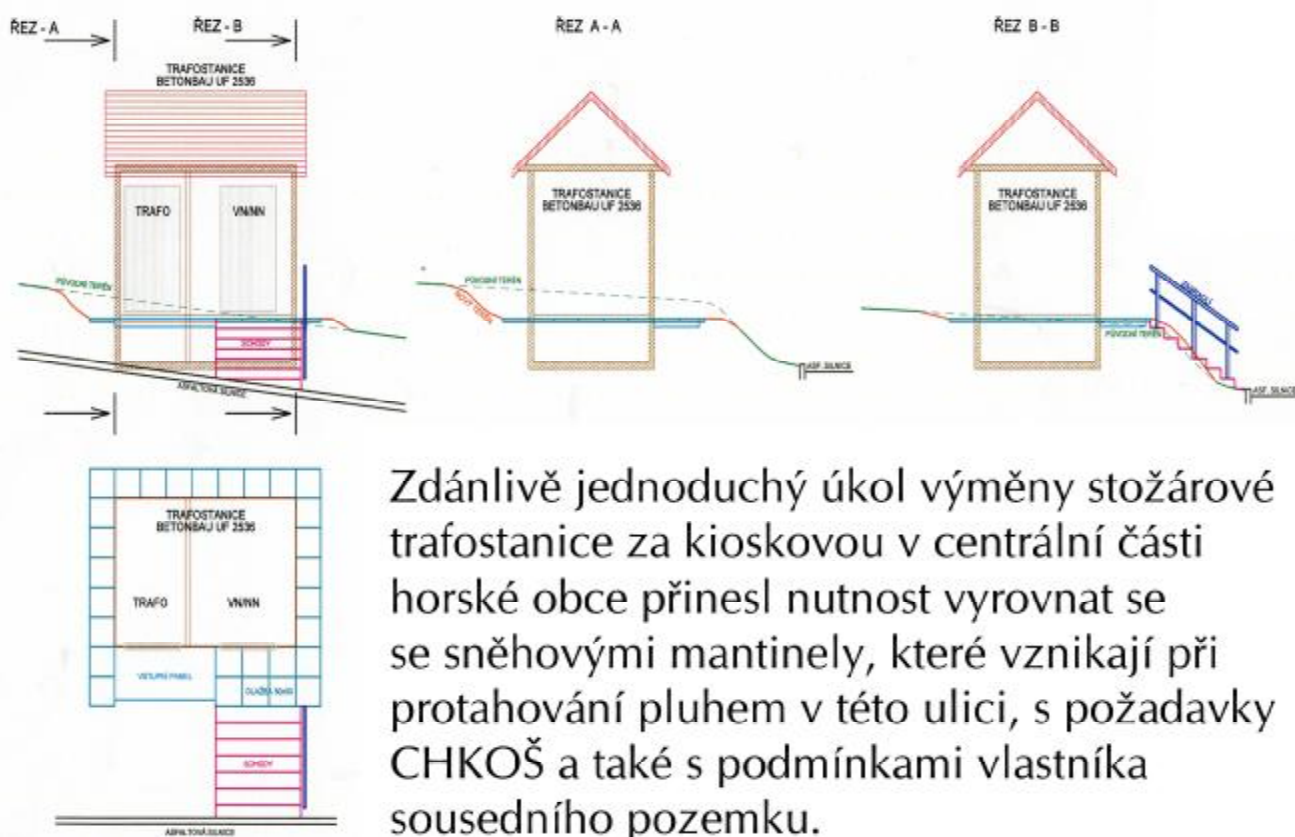 ŘEZ - A
ŘEZ - B
TRAFOSTANICE
BETONBAU UF 2536
TRAFO
VN/NN
PŮVODNÍ TERÉN
SCHODY
ASFALTOVÁ SILNICE
ŘEZ A - A
TRAFOSTANICE
BETONBAU UF 2536
PŮVODNÍ TERÉN
NOVÝ TERÉN
ASF. SILNICE
ŘEZ B - B
TRAFOSTANICE
BETONBAU UF 2536
ZÁBRADLÍ
PŮVODNÍ TERÉN
ASF. SILNICE
TRAFOSTANICE
BETONBAU UF 2536
TRAFO
VN/NN
VSTUPNÍ PANEL
DLAŽBA 50x50
SCHODY
ASFALTOVÁ SILNICE
Zdánlivě jednoduchý úkol výměny stožárové
trafostanice za kioskovou v centrální části
horské obce přinesl nutnost vyrovnat se
se sněhovými mantinely, které vznikají při
protahování pluhem v této ulici, s požadavky
CHKOŠ a také s podmínkami vlastníka
sousedního pozemku.